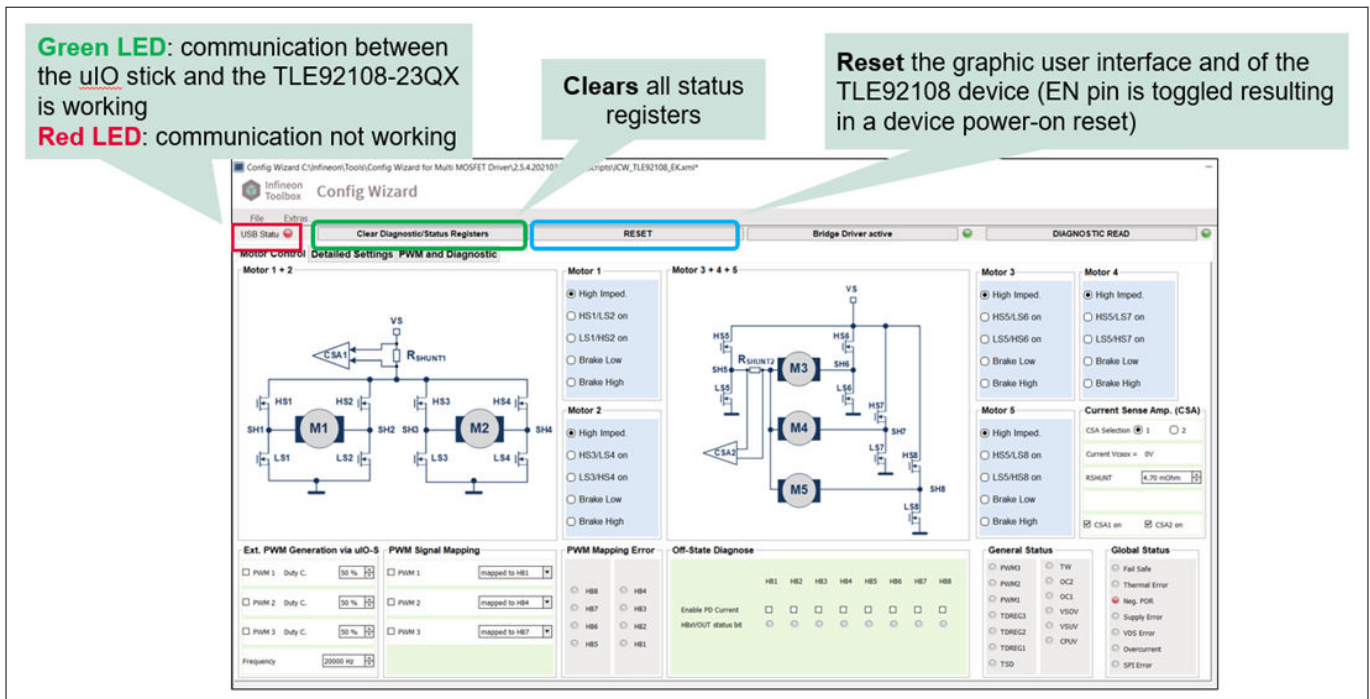 Green LED: communication between
the uIO stick and the TLE92108-23QX
is working
Red LED: communication not working
Clears all status
registers
Reset the graphic user interface and of the
TLE92108 device (EN pin is toggled resulting
in a device power-on reset)
Config Wizard C:\Infineon\Tools\Config Wizard for Multi MOSFET Driver\2.5.4.20210 cripts\ICW_TLE92108_EK.xml*
Infineon
Toolbox
Config Wizard
File Extras
USB Statu
Clear Diagnostic/Status Registers
RESET
Bridge Driver active
DIAGNOSTIC READ
Motor Control Detailed Settings PWM and Diagnostic
Motor 1 + 2
VS
CSA1
RSHUNT1
HS1 HS2 HS3 HS4
SH1 M1 SH2 SH3 M2 SH4
LS1 LS2 LS3 LS4
Motor 1
High Imped.
HS1/LS2 on
LS1/HS2 on
Brake Low
Brake High
Motor 2
High Imped.
HS3/LS4 on
LS3/HS4 on
Brake Low
Brake High
Motor 3 + 4 + 5
VS
HS5 HS6
RSHUNT2
SH5 M3 SH6
LS5 LS6
HS7
M4 SH7
CSA2
LS7 HS8
M5 SH8
LS8
Motor 3
High Imped.
HS5/LS6 on
LS5/HS6 on
Brake Low
Brake High
Motor 4
High Imped.
HS5/LS7 on
LS5/HS7 on
Brake Low
Brake High
Motor 5
High Imped.
HS5/LS8 on
LS5/HS8 on
Brake Low
Brake High
Current Sense Amp. (CSA)
CSA Selection 1 2
Current Vcsox = 0V
RSHUNT 4.70 mOhm
CSA1 on CSA2 on
Ext. PWM Generation via uIO-S
PWM 1 Duty C. 50 %
PWM 2 Duty C. 50 %
PWM 3 Duty C. 50 %
Frequency 20000 Hz
PWM Signal Mapping
PWM 1 mapped to HB1
PWM 2 mapped to HB4
PWM 3 mapped to HB7
PWM Mapping Error
HB8 HB4
HB7 HB3
HB6 HB2
HB5 HB1
Off-State Diagnose
HB1 HB2 HB3 HB4 HB5 HB6 HB7 HB8
Enable PD Current
HBxVOUT status bit
General Status
PWM3 TW
PWM2 OC2
PWM1 OC1
TDREG3 VSOV
TDREG2 VSUV
TDREG1 CPUV
TSD
Global Status
Fail Safe
Thermal Error
Neg. POR
Supply Error
VDS Error
Overcurrent
SPI Error